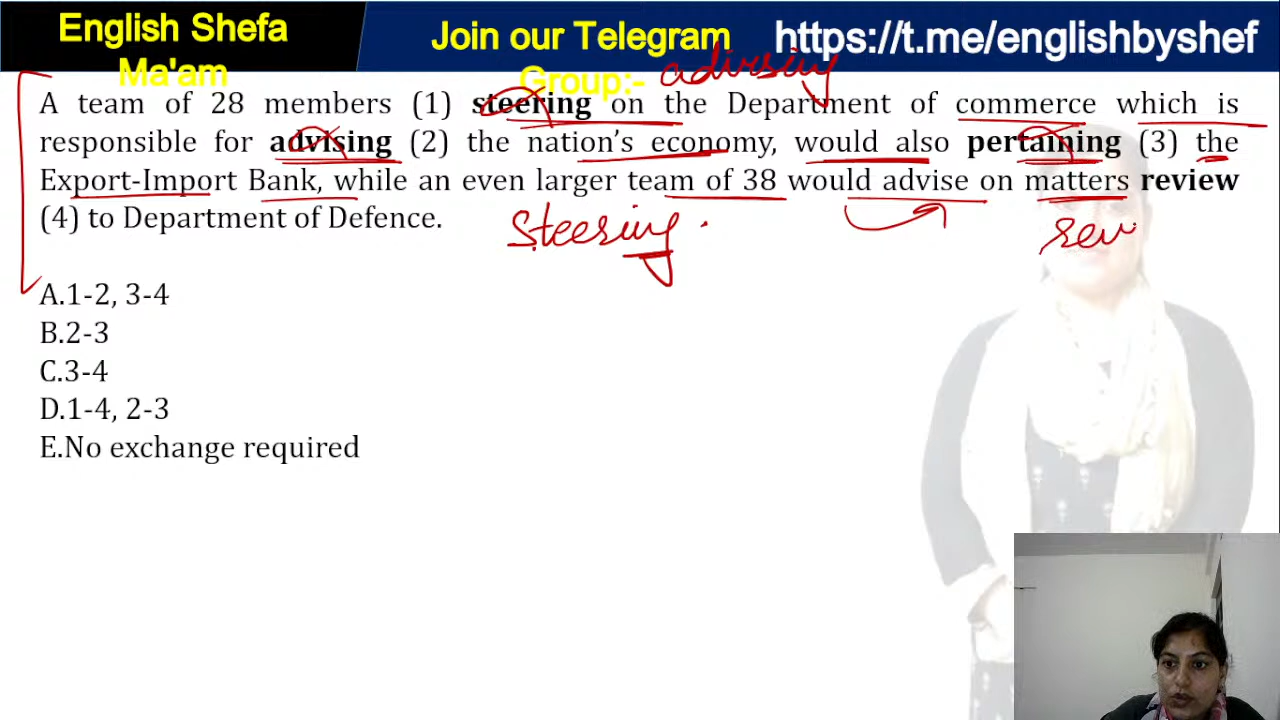 English Shefa
Ma'am
Join our Telegram
Group:-
https://t.me/englishbyshef
advising
A team of 28 members (1) steering on the Department of commerce which is
responsible for advising (2) the nation’s economy, would also pertaining (3) the
Export-Import Bank, while an even larger team of 38 would advise on matters review
(4) to Department of Defence.
steering
rev
A.1-2, 3-4
B.2-3
C.3-4
D.1-4, 2-3
E.No exchange required